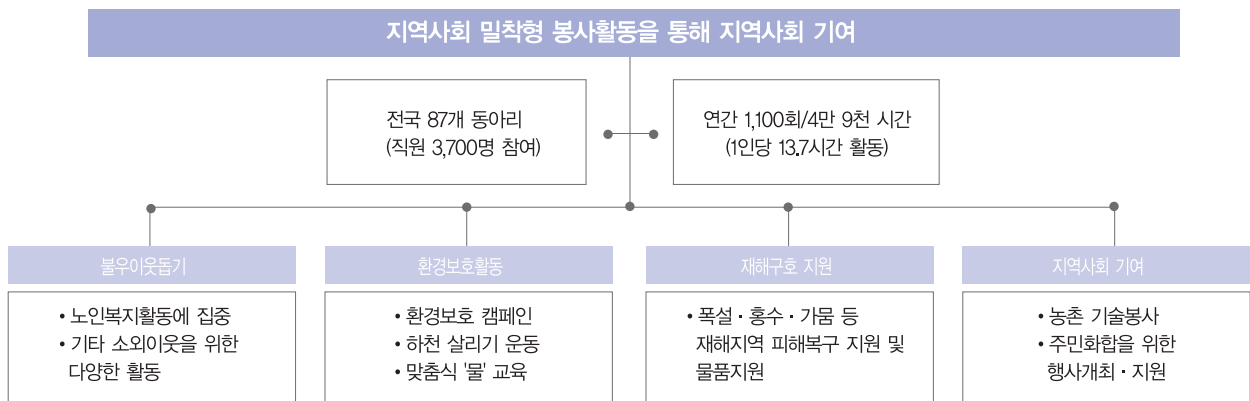 지역사회 밀착형 봉사활동을 통해 지역사회 기여
전국 87개 동아리
(직원 3,700명 참여)
연간 1,100회/4만 9천 시간
(1인당 13.7시간 활동)
불우이웃돕기
• 노인복지활동에 집중
• 기타 소외이웃을 위한
다양한 활동
환경보호활동
• 환경보호 캠페인
• 하천 살리기 운동
• 맞춤식 '물' 교육
재해구호 지원
• 폭설 · 홍수 · 가뭄 등
재해지역 피해복구 지원 및
물품지원
지역사회 기여
• 농촌 기술봉사
• 주민화합을 위한
행사개최 · 지원